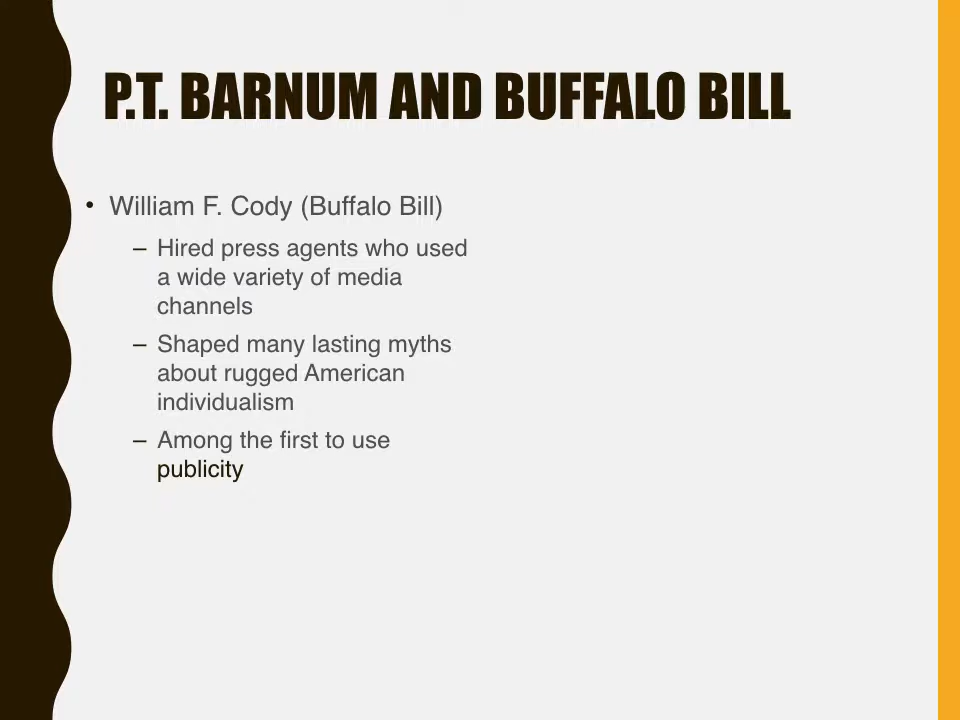 P.T. BARNUM AND BUFFALO BILL
• William F. Cody (Buffalo Bill)
– Hired press agents who used
a wide variety of media
channels
– Shaped many lasting myths
about rugged American
individualism
– Among the first to use
publicity